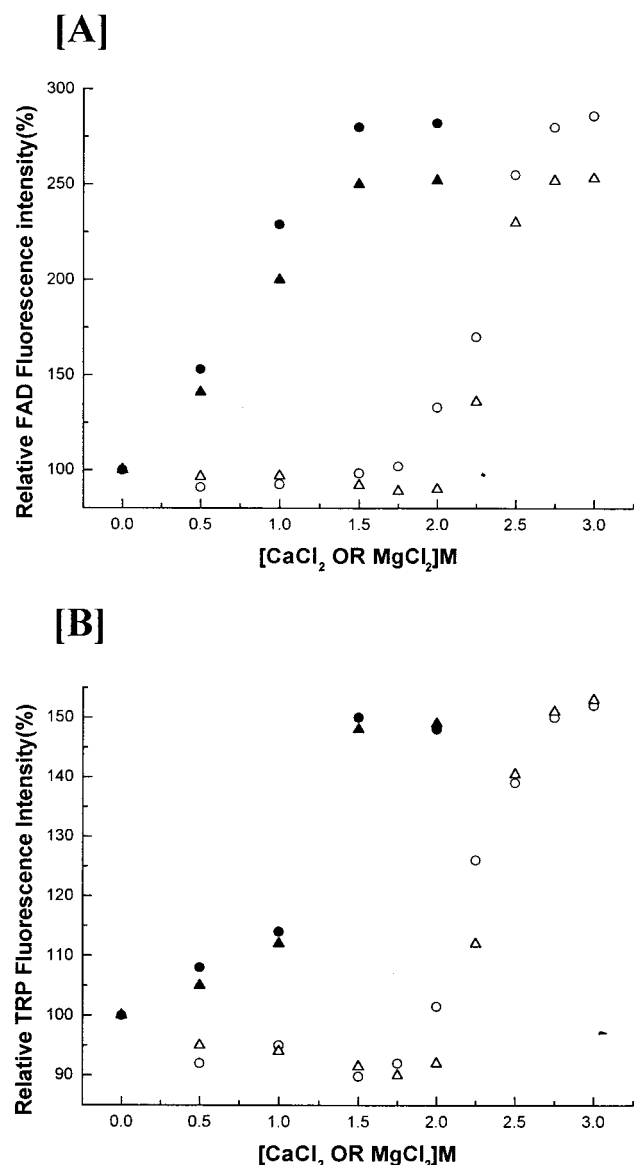 [A]
Relative FAD Fluorescence intensity(%)
300
250
200
150
100
0.0 0.5 1.0 1.5 2.0 2.5 3.0
[CaCl₂ OR MgCl₂]M
[B]
Relative TRP Fluorescence Intensity(%)
150
140
130
120
110
100
90
0.0 0.5 1.0 1.5 2.0 2.5 3.0
[CaCl₂ OR MgCl₂]M